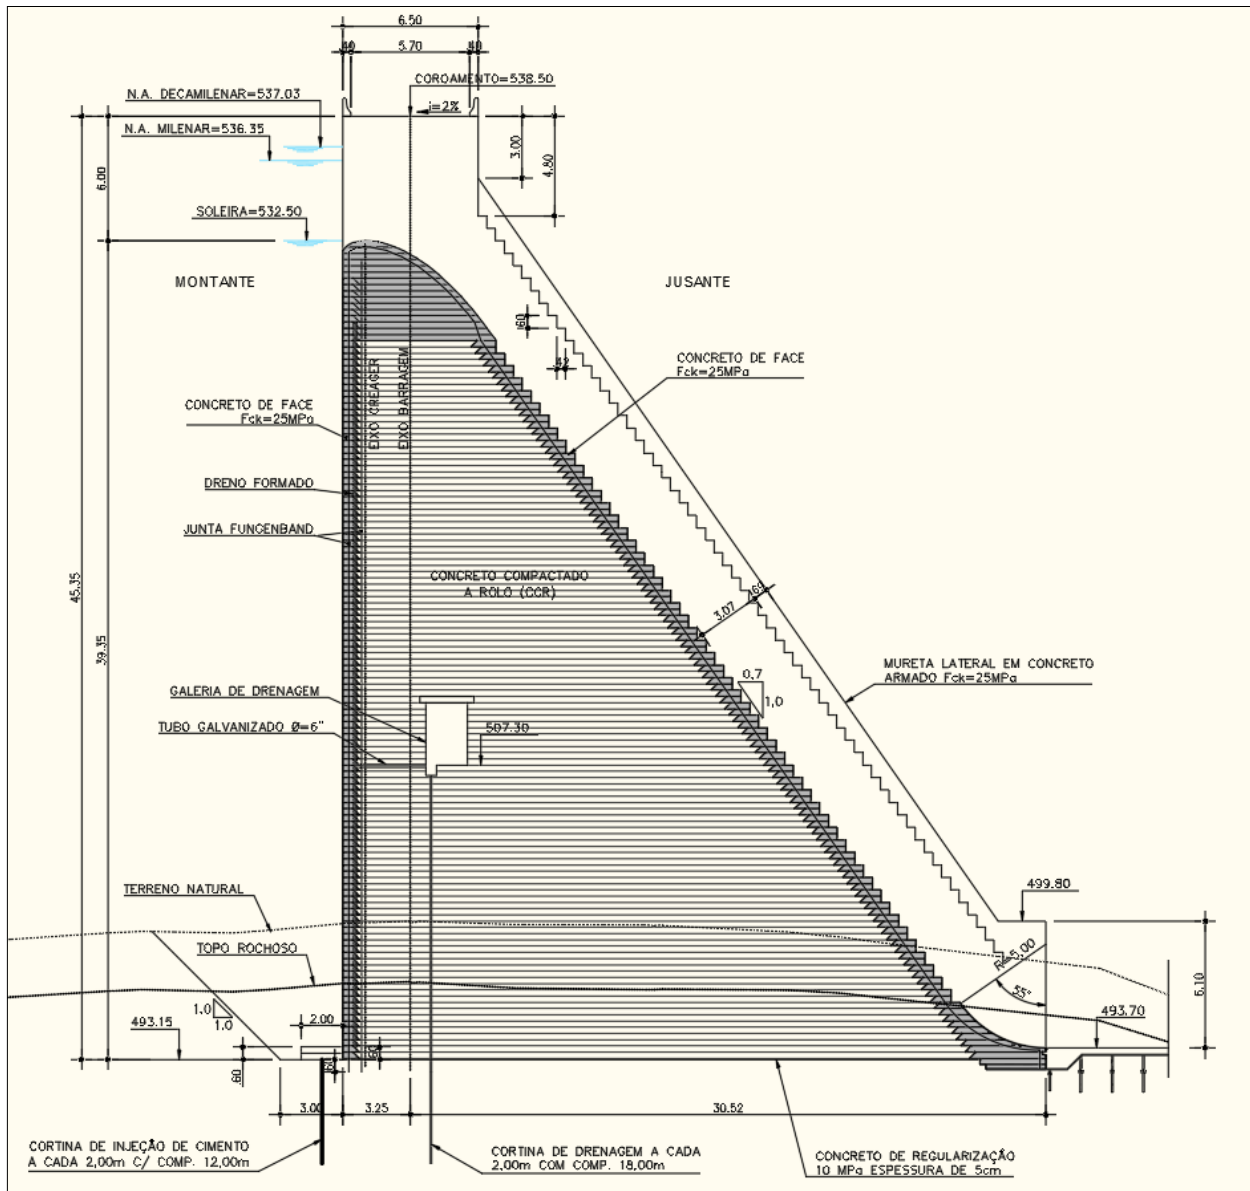 6.50
.40
5.70
.40
COROAMENTO=538.50
N.A. DECAMILENAR=537.03
i=2%
N.A. MILENAR=536.35
3.00
4.80
6.00
SOLEIRA=532.50
MONTANTE
JUSANTE
.60
.42
CONCRETO DE FACE
Fck=25MPa
EIXO CREAGER
EIXO BARRAGEM
CONCRETO DE FACE
Fck=25MPa
DRENO FORMADO
JUNTA FUNGENBAND
CONCRETO COMPACTADO
A ROLO (CCR)
45.35
39.35
3.07
.69
MURETA LATERAL EM CONCRETO
ARMADO Fck=25MPa
0,7
1,0
GALERIA DE DRENAGEM
TUBO GALVANIZADO Ø=6"
507.30
TERRENO NATURAL
499.80
TOPO ROCHOSO
R=5,00
55°
6.10
1.0
1.0
2.00
493.15
493.70
.60
.60
.60
3.00
3.25
30.52
CORTINA DE INJEÇÃO DE CIMENTO
A CADA 2,00m C/ COMP. 12,00m
CORTINA DE DRENAGEM A CADA
2,00m COM COMP. 18,00m
CONCRETO DE REGULARIZAÇÃO
10 MPa ESPESSURA DE 5cm